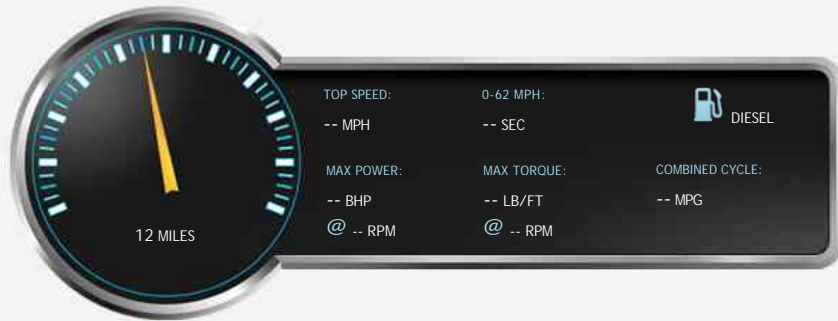 TOP SPEED:
-- MPH
0-62 MPH:
-- SEC
DIESEL
MAX POWER:
-- BHP
@ -- RPM
MAX TORQUE:
-- LB/FT
@ -- RPM
COMBINED CYCLE:
-- MPG
12 MILES